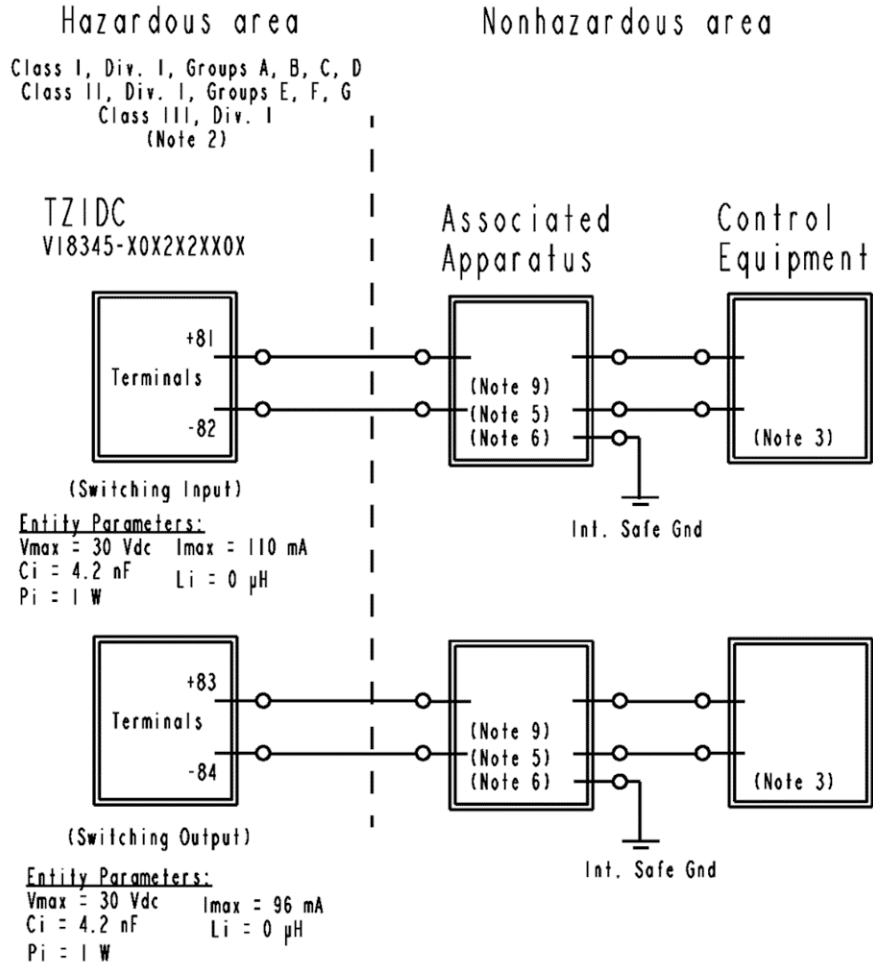 Hazardous area
Nonhazardous area
Class I, Div. I, Groups A, B, C, D
Class II, Div. I, Groups E, F, G
Class III, Div. I
(Note 2)
TZIDC
V18345-X0X2X2XX0X
Associated
Apparatus
Control
Equipment
+81
Terminals
-82
(Note 9)
(Note 5)
(Note 6)
(Note 3)
(Switching Input)
Int. Safe Gnd
Entity Parameters:
Vmax = 30 Vdc Imax = 110 mA
Ci = 4.2 nF Li = 0 µH
Pi = 1 W
+83
Terminals
-84
(Note 9)
(Note 5)
(Note 6)
(Note 3)
(Switching Output)
Int. Safe Gnd
Entity Parameters:
Vmax = 30 Vdc Imax = 96 mA
Ci = 4.2 nF Li = 0 µH
Pi = 1 W